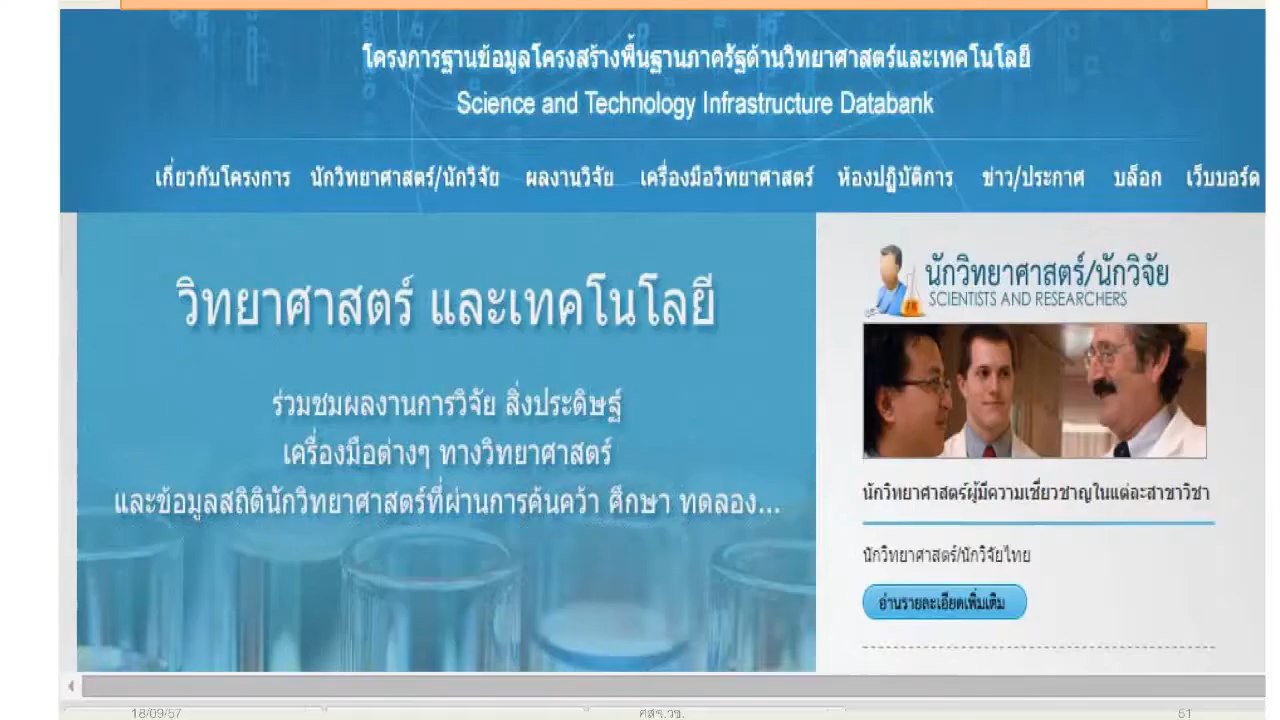 โครงการฐานข้อมูลโครงสร้างพื้นฐานภาครัฐด้านวิทยาศาสตร์และเทคโนโลยี
Science and Technology Infrastructure Databank
เกี่ยวกับโครงการ นักวิทยาศาสตร์/นักวิจัย ผลงานวิจัย เครื่องมือวิทยาศาสตร์ ห้องปฏิบัติการ ข่าว/ประกาศ บล็อก เว็บบอร์ด
วิทยาศาสตร์ และเทคโนโลยี
ร่วมชมผลงานการวิจัย สิ่งประดิษฐ์
เครื่องมือต่างๆ ทางวิทยาศาสตร์
และข้อมูลสถิตินักวิทยาศาสตร์ที่ผ่านการค้นคว้า ศึกษา ทดลอง...
นักวิทยาศาสตร์/นักวิจัย
SCIENTISTS AND RESEARCHERS
นักวิทยาศาสตร์ผู้มีความเชี่ยวชาญในแต่ละสาขาวิชา
นักวิทยาศาสตร์/นักวิจัยไทย
อ่านรายละเอียดเพิ่มเติม
18/09/57 ศสจ.วข. 51